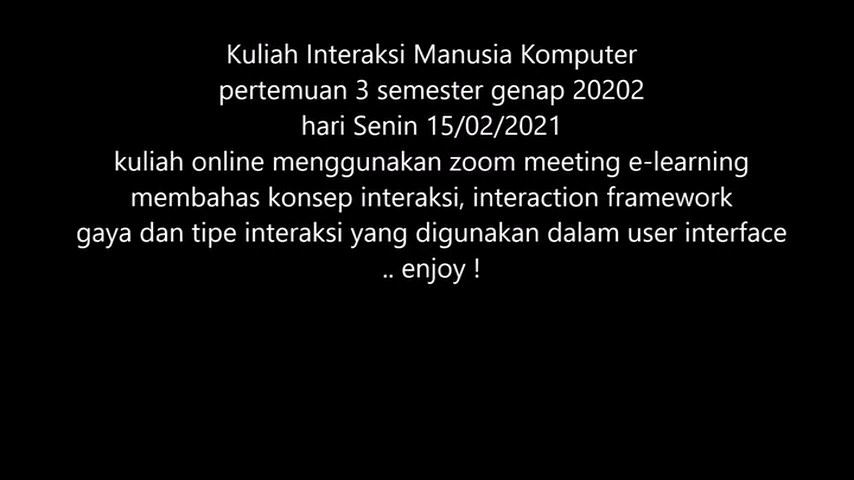 Kuliah Interaksi Manusia Komputer
pertemuan 3 semester genap 20202
hari Senin 15/02/2021
kuliah online menggunakan zoom meeting e-learning
membahas konsep interaksi, interaction framework
gaya dan tipe interaksi yang digunakan dalam user interface
.. enjoy !